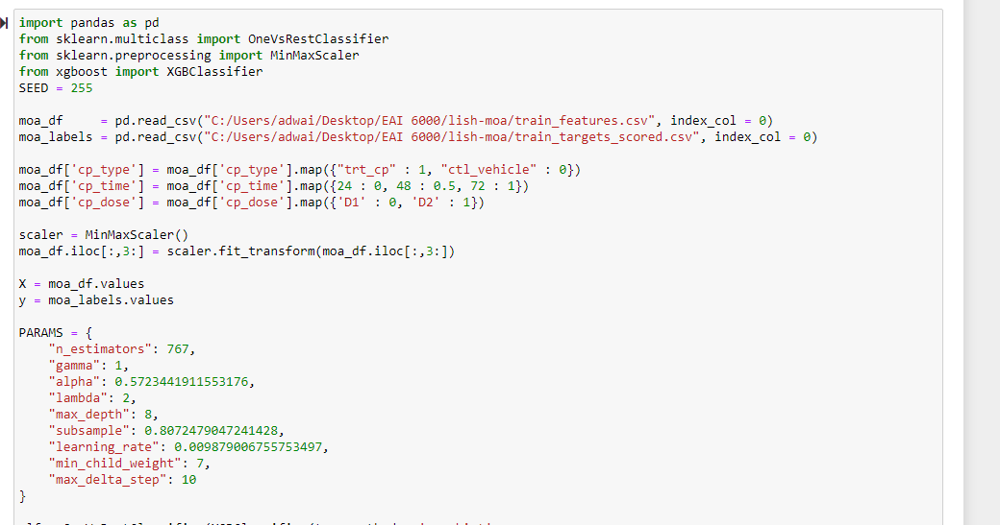 import pandas as pd
from sklearn.multiclass import OneVsRestClassifier
from sklearn.preprocessing import MinMaxScaler
from xgboost import XGBClassifier
SEED = 255
moa_df     = pd.read_csv("C:/Users/adwai/Desktop/EAI 6000/lish-moa/train_features.csv", index_col = 0)
moa_labels = pd.read_csv("C:/Users/adwai/Desktop/EAI 6000/lish-moa/train_targets_scored.csv", index_col = 0)
moa_df['cp_type'] = moa_df['cp_type'].map({"trt_cp" : 1, "ctl_vehicle" : 0})
moa_df['cp_time'] = moa_df['cp_time'].map({24 : 0, 48 : 0.5, 72 : 1})
moa_df['cp_dose'] = moa_df['cp_dose'].map({'D1' : 0, 'D2' : 1})
scaler = MinMaxScaler()
moa_df.iloc[:,3:] = scaler.fit_transform(moa_df.iloc[:,3:])
X = moa_df.values
y = moa_labels.values
PARAMS = {
    "n_estimators": 767,
    "gamma": 1,
    "alpha": 0.5723441911553176,
    "lambda": 2,
    "max_depth": 8,
    "subsample": 0.8072479047241428,
    "learning_rate": 0.009879006755753497,
    "min_child_weight": 7,
    "max_delta_step": 10
}